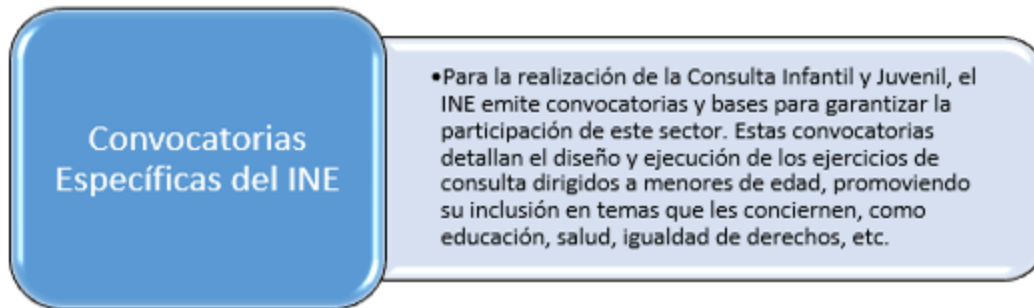 Convocatorias
Específicas del INE
•Para la realización de la Consulta Infantil y Juvenil, el
INE emite convocatorias y bases para garantizar la
participación de este sector. Estas convocatorias
detallan el diseño y ejecución de los ejercicios de
consulta dirigidos a menores de edad, promoviendo
su inclusión en temas que les conciernen, como
educación, salud, igualdad de derechos, etc.